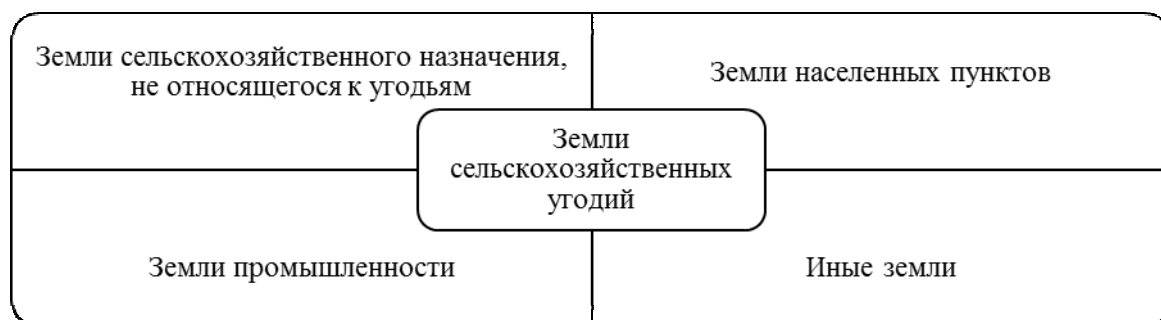 Земли сельскохозяйственного назначения,
не относящегося к угодьям
Земли населенных пунктов
Земли
сельскохозяйственных
угодий
Земли промышленности
Иные земли